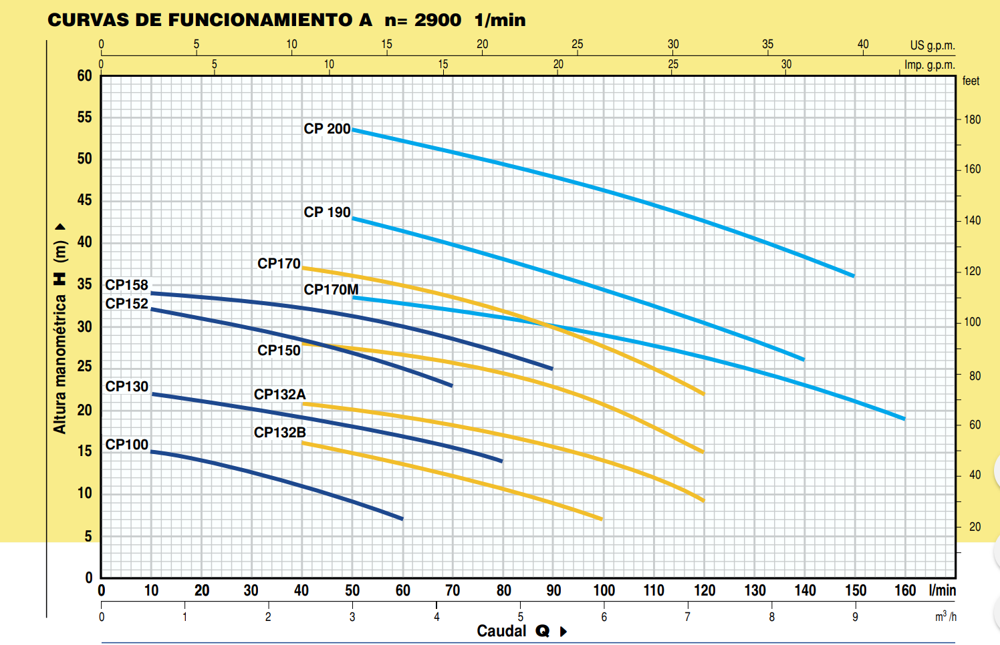 CURVAS DE FUNCIONAMIENTO A n= 2900 1/min
0 5 10 15 20 25 30 35 40 US g.p.m.
0 5 10 15 20 25 30 Imp. g.p.m.
60
feet
55
180
CP 200
50
160
45
CP 190
140
40
CP170
120
35
CP158
CP170M
CP152
30
100
CP150
25
80
CP130
CP132A
20
60
CP132B
CP100
15
40
10
20
5
0
Altura manométrica H (m)
0 10 20 30 40 50 60 70 80 90 100 110 120 130 140 150 160 l/min
0 1 2 3 4 5 6 7 8 9 m³/h
Caudal Q